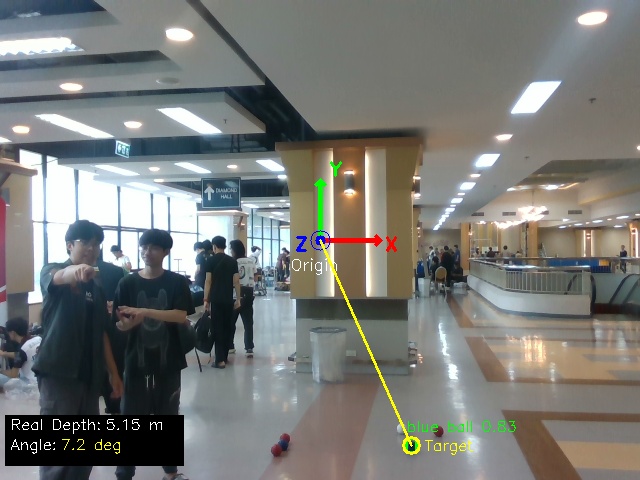 DIAMOND
HALL
Y
Z
X
Origin
blue ball 0.83
Target
Real Depth: 5.15 m
Angle: 7.2 deg